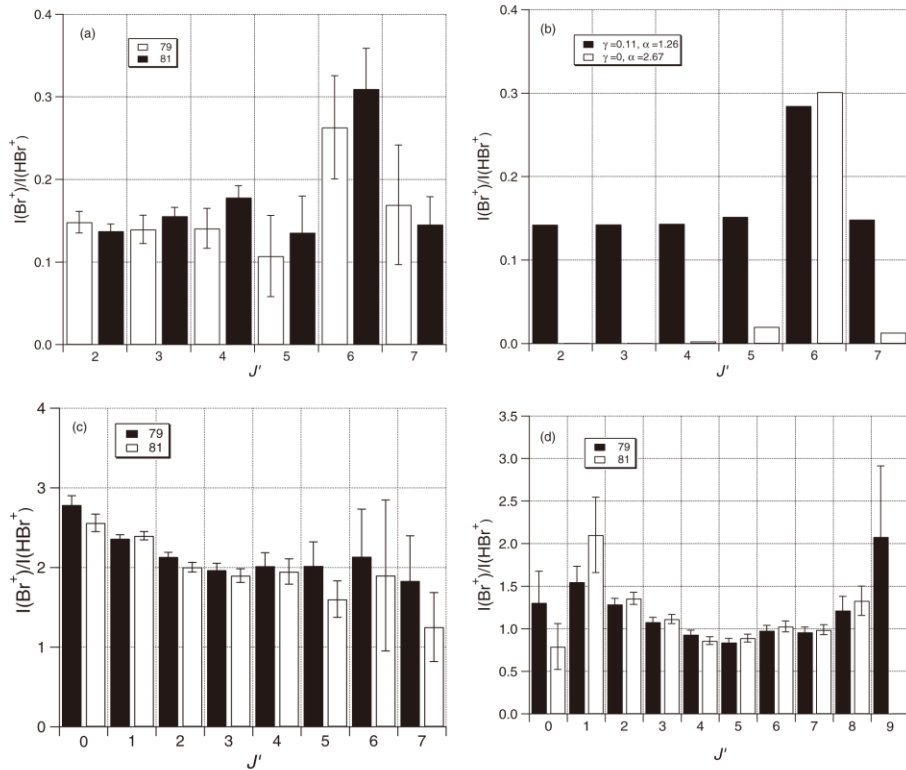 (a)
79
81
0.4
0.3
0.2
0.1
0.0
I(Br⁺)/I(HBr⁺)
2 3 4 5 6 7
J'
(b)
γ=0.11, α=1.26
γ=0, α=2.67
0.4
0.3
0.2
0.1
0.0
I(Br⁺)/I(HBr⁺)
2 3 4 5 6 7
J'
(c)
79
81
4
3
2
1
0
I(Br⁺)/I(HBr⁺)
0 1 2 3 4 5 6 7
J'
(d)
79
81
3.5
3.0
2.5
2.0
1.5
1.0
0.5
0.0
I(Br⁺)/I(HBr⁺)
0 1 2 3 4 5 6 7 8 9
J'